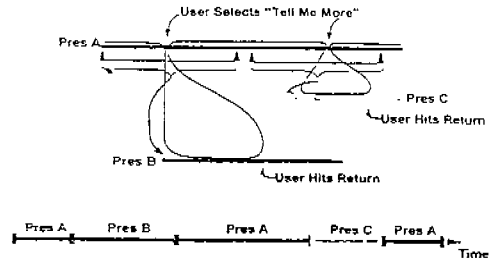 User Selects "Tell Me More"
Pres A
Pres C
User Hits Return
Pres B
User Hits Return
Pres A Pres B Pres A Pres C Pres A
Time